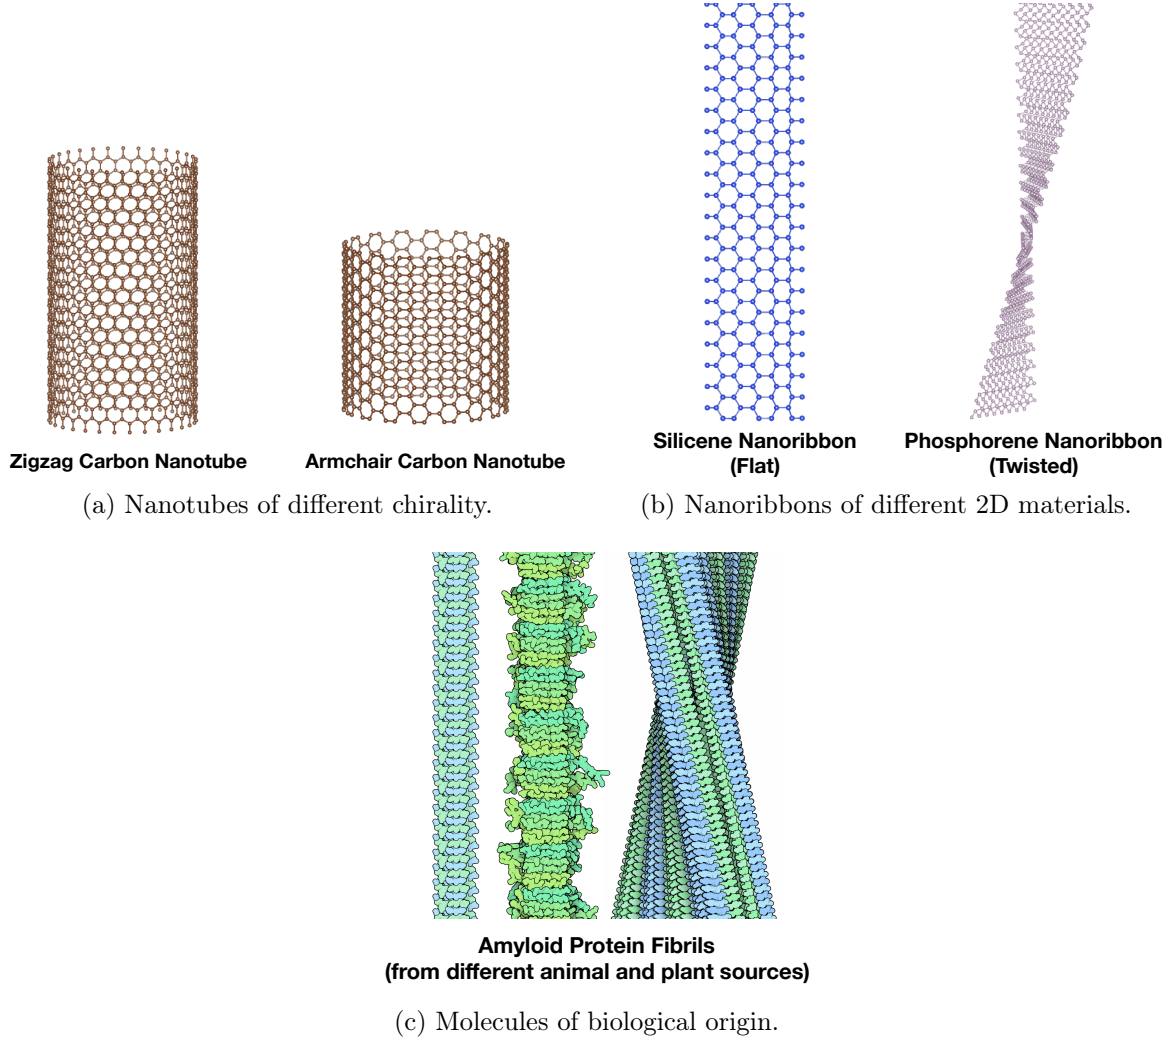 Zigzag Carbon Nanotube
Armchair Carbon Nanotube
(a) Nanotubes of different chirality.
Silicene Nanoribbon
(Flat)
Phosphorene Nanoribbon
(Twisted)
(b) Nanoribbons of different 2D materials.
Amyloid Protein Fibrils
(from different animal and plant sources)
(c) Molecules of biological origin.